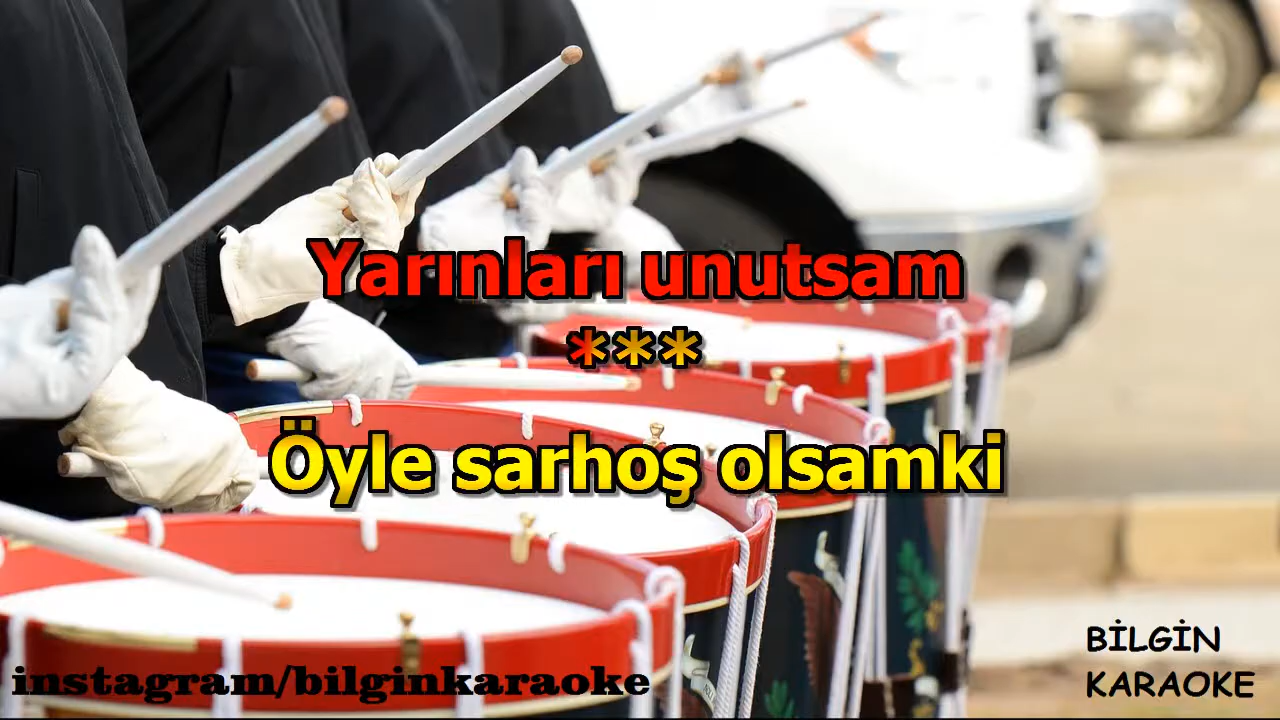 Yarınları unutsam
***
Öyle sarhoş olsamki
BİLGİN
KARAOKE
instagram/bilginkaraoke